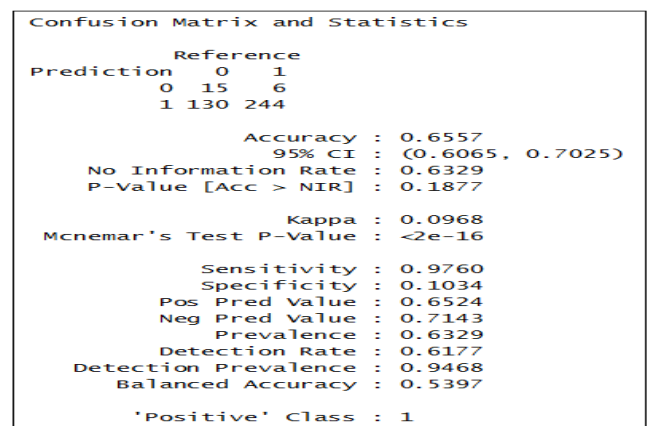 Confusion Matrix and Statistics
Reference
Prediction 0 1
0 15 6
1 130 244
Accuracy : 0.6557
95% CI : (0.6065, 0.7025)
No Information Rate : 0.6329
P-Value [Acc > NIR] : 0.1877
Kappa : 0.0968
Mcnemar's Test P-Value : <2e-16
Sensitivity : 0.9760
Specificity : 0.1034
Pos Pred Value : 0.6524
Neg Pred Value : 0.7143
Prevalence : 0.6329
Detection Rate : 0.6177
Detection Prevalence : 0.9468
Balanced Accuracy : 0.5397
'Positive' Class : 1